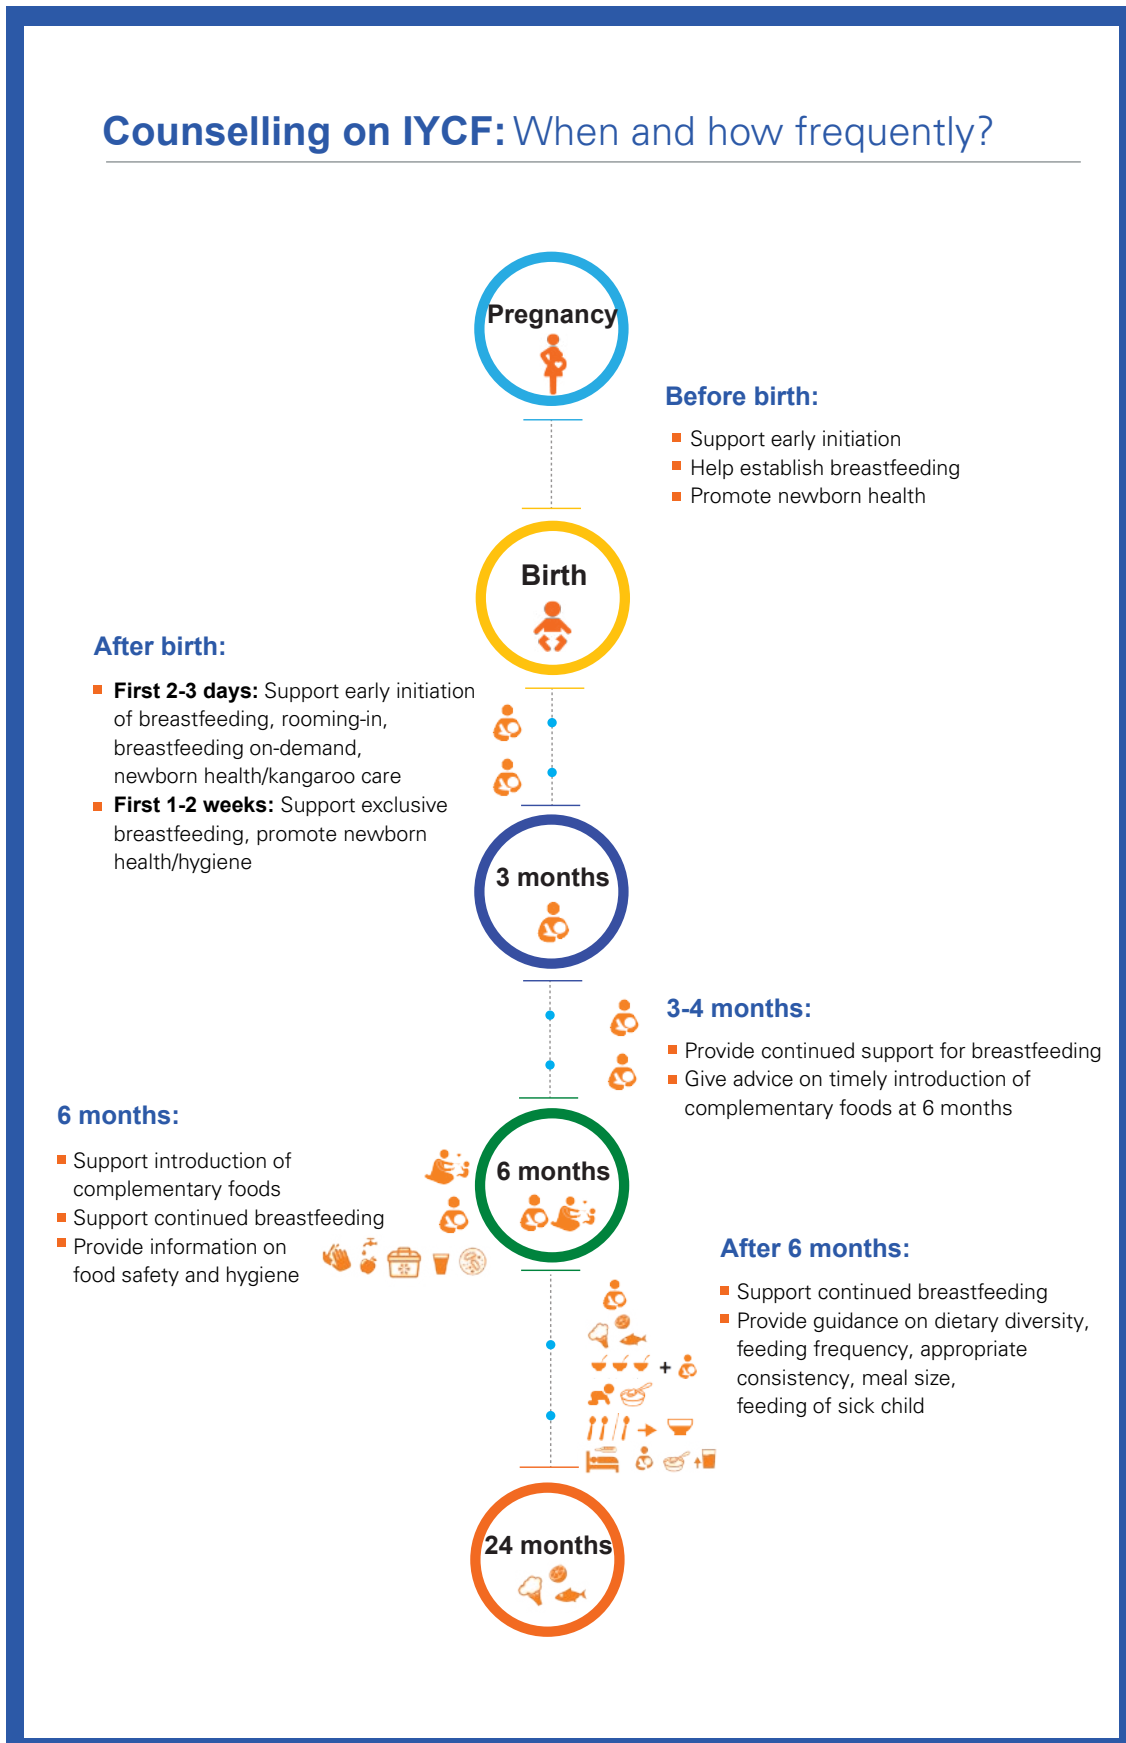 Counselling on IYCF: When and how frequently?
Pregnancy
Before birth:
Support early initiation
Help establish breastfeeding
Promote newborn health
Birth
After birth:
First 2-3 days: Support early initiation
of breastfeeding, rooming-in,
breastfeeding on-demand,
newborn health/kangaroo care
First 1-2 weeks: Support exclusive
breastfeeding, promote newborn
health/hygiene
3 months
3-4 months:
Provide continued support for breastfeeding
Give advice on timely introduction of
complementary foods at 6 months
6 months:
Support introduction of
complementary foods
Support continued breastfeeding
Provide information on
food safety and hygiene
6 months
After 6 months:
Support continued breastfeeding
Provide guidance on dietary diversity,
feeding frequency, appropriate
consistency, meal size,
feeding of sick child
+
24 months